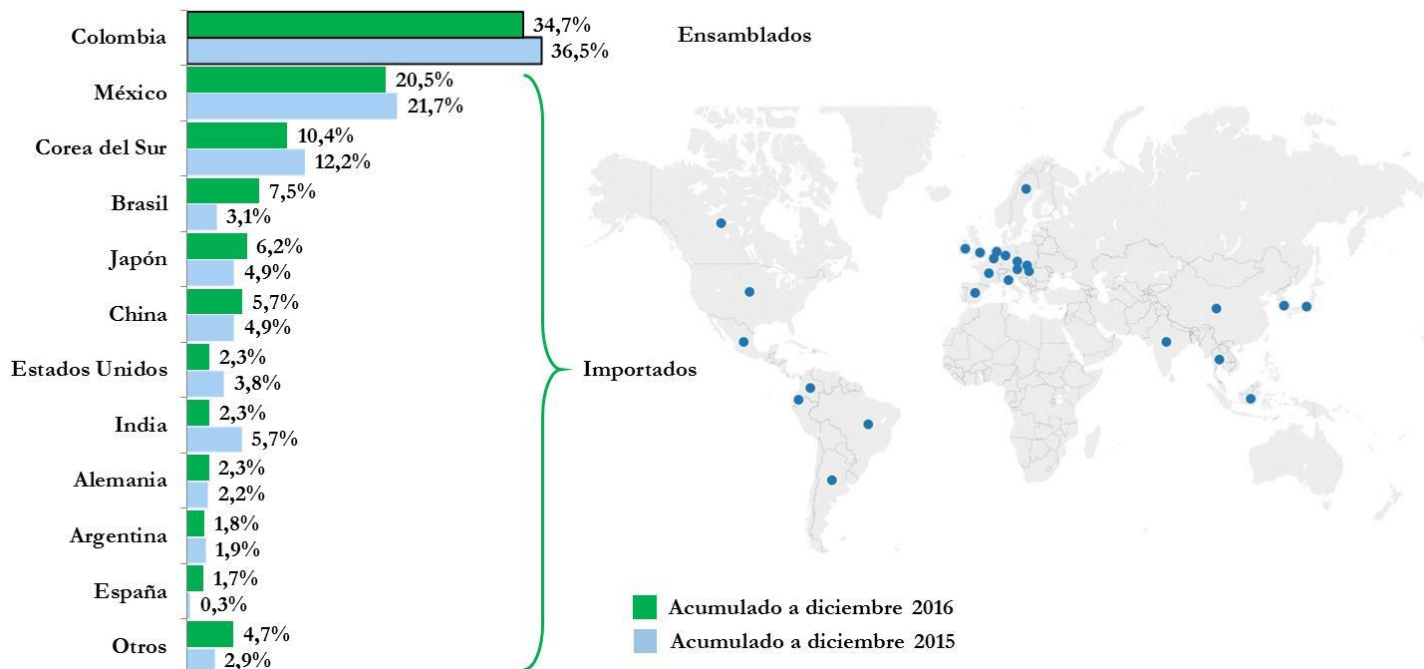 Colombia
34,7%
36,5%
Ensamblados
México
20,5%
21,7%
Corea del Sur
10,4%
12,2%
Brasil
7,5%
3,1%
Japón
6,2%
4,9%
China
5,7%
4,9%
Estados Unidos
2,3%
3,8%
Importados
India
2,3%
5,7%
Alemania
2,3%
2,2%
Argentina
1,8%
1,9%
España
1,7%
0,3%
Otros
4,7%
2,9%
Acumulado a diciembre 2016
Acumulado a diciembre 2015